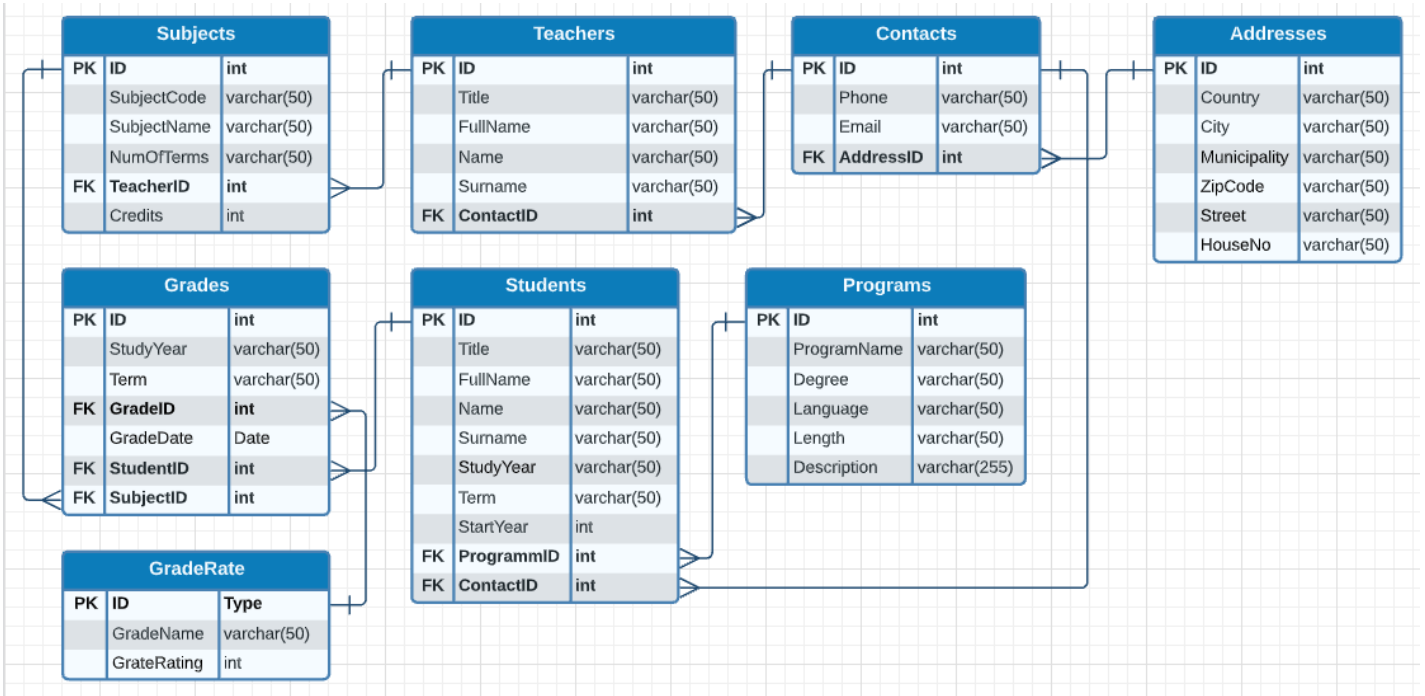 Subjects
PK ID int
SubjectCode varchar(50)
SubjectName varchar(50)
NumOfTerms varchar(50)
FK TeacherID int
Credits int
Teachers
PK ID int
Title varchar(50)
FullName varchar(50)
Name varchar(50)
Surname varchar(50)
FK ContactID int
Contacts
PK ID int
Phone varchar(50)
Email varchar(50)
FK AddressID int
Addresses
PK ID int
Country varchar(50)
City varchar(50)
Municipality varchar(50)
ZipCode varchar(50)
Street varchar(50)
HouseNo varchar(50)
Grades
PK ID int
StudyYear varchar(50)
Term varchar(50)
FK GradeID int
GradeDate Date
FK StudentID int
FK SubjectID int
Students
PK ID int
Title varchar(50)
FullName varchar(50)
Name varchar(50)
Surname varchar(50)
StudyYear varchar(50)
Term varchar(50)
StartYear int
FK ProgrammID int
FK ContactID int
Programs
PK ID int
ProgramName varchar(50)
Degree varchar(50)
Language varchar(50)
Length varchar(50)
Description varchar(255)
GradeRate
PK ID Type
GradeName varchar(50)
GrateRating int